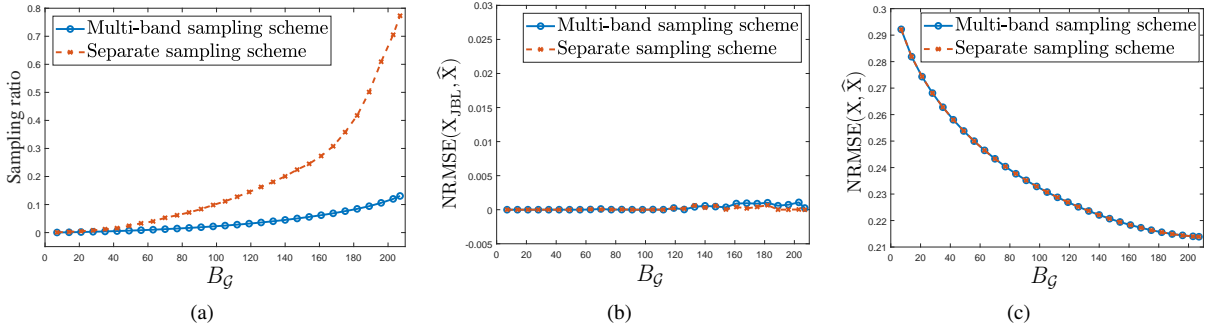 Multi-band sampling scheme
Separate sampling scheme
Sampling ratio
0.8
0.7
0.6
0.5
0.4
0.3
0.2
0.1
0
0 20 40 60 80 100 120 140 160 180 200
B_G
(a)
Multi-band sampling scheme
Separate sampling scheme
NRMSE(X_JBL, X̂)
0.03
0.025
0.02
0.015
0.01
0.005
0
-0.005
0 20 40 60 80 100 120 140 160 180 200
B_G
(b)
Multi-band sampling scheme
Separate sampling scheme
NRMSE(X, X̂)
0.3
0.29
0.28
0.27
0.26
0.25
0.24
0.23
0.22
0.21
0 20 40 60 80 100 120 140 160 180 200
B_G
(c)